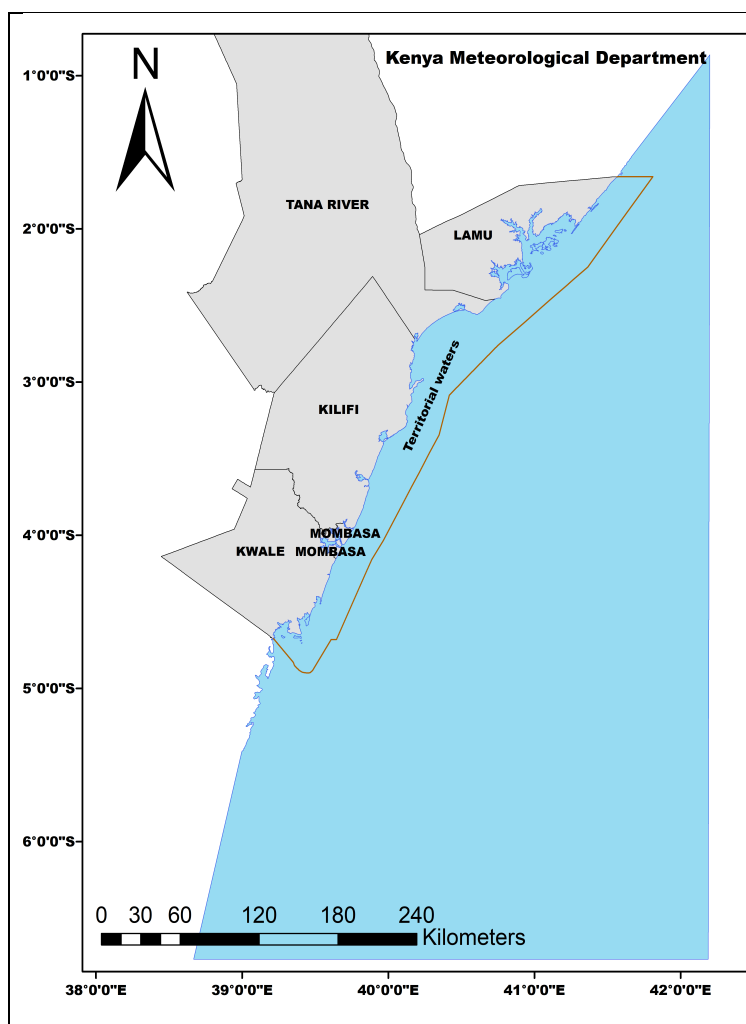 Kenya Meteorological Department
N
1°0'0"S
2°0'0"S
3°0'0"S
4°0'0"S
5°0'0"S
6°0'0"S
TANA RIVER
LAMU
Territorial waters
KILIFI
MOMBASA
KWALE MOMBASA
0 30 60 120 180 240
Kilometers
38°0'0"E 39°0'0"E 40°0'0"E 41°0'0"E 42°0'0"E